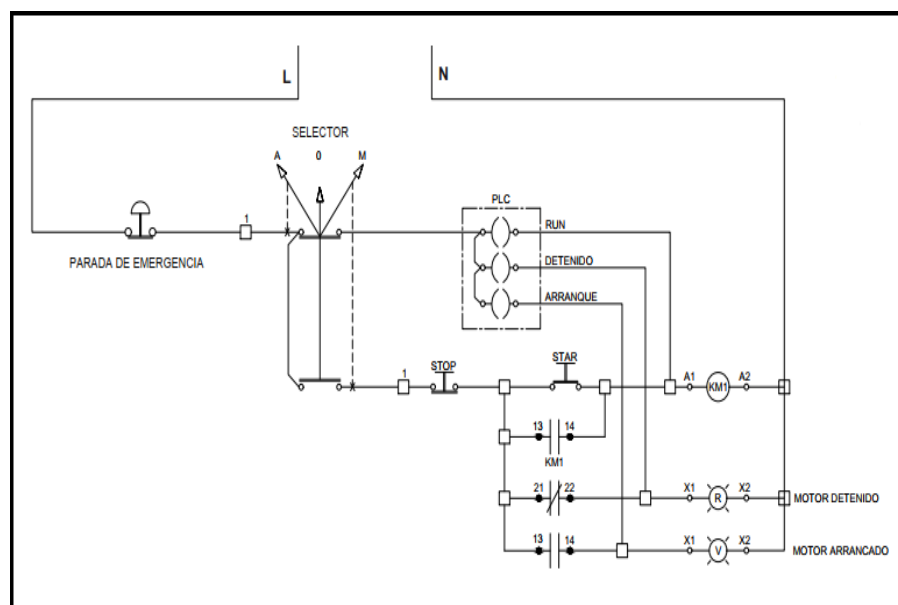 L N
SELECTOR
A 0 M
PLC
1
RUN
PARADA DE EMERGENCIA
DETENIDO
ARRANQUE
1 STOP STAR
A1 KM1 A2
13 14
KM1
21 22 X1 R X2 MOTOR DETENIDO
13 14 X1 V X2 MOTOR ARRANCADO